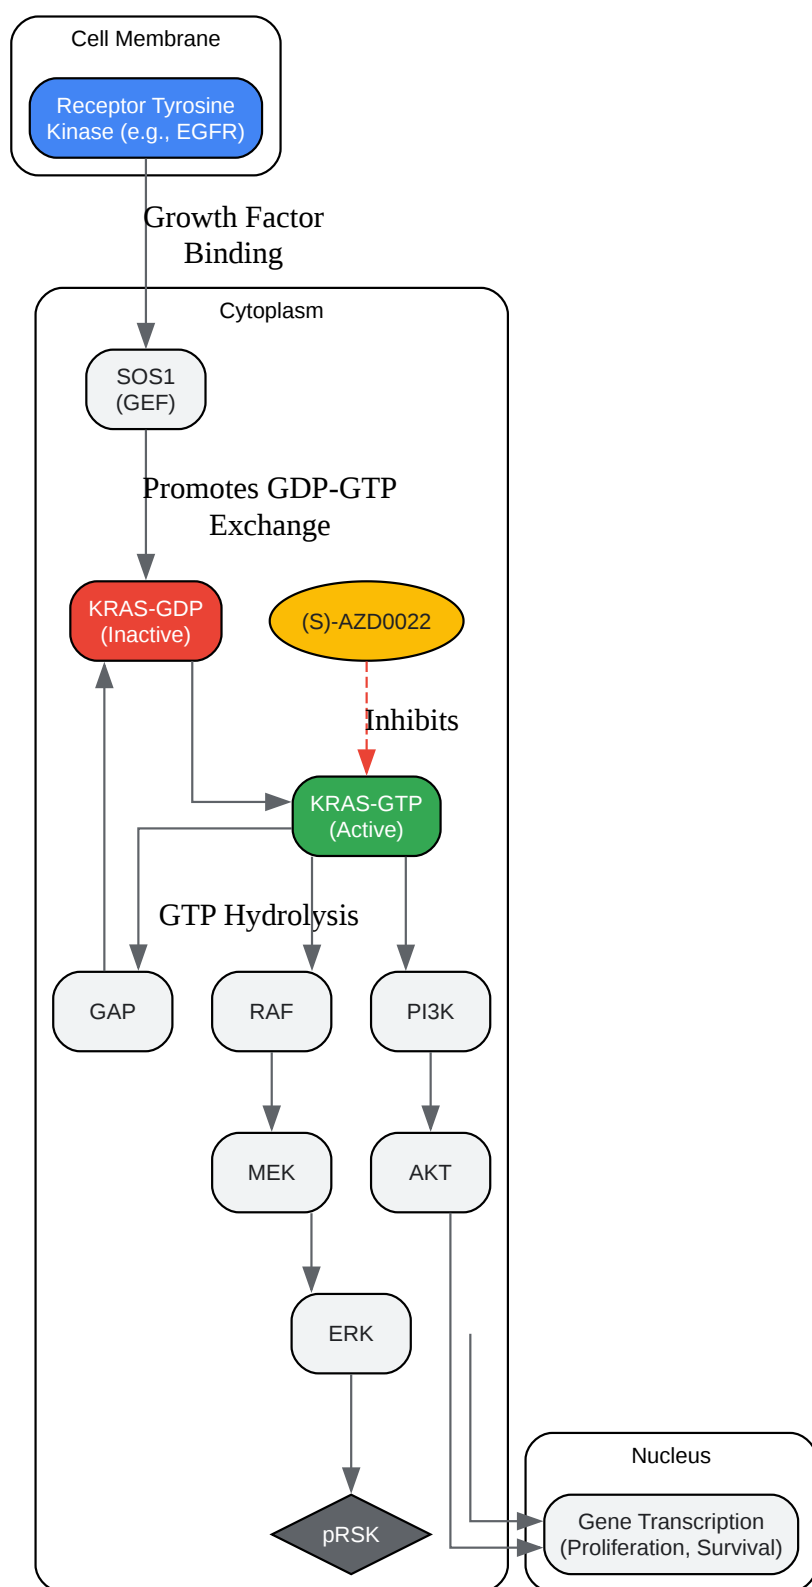 Cell Membrane
Receptor Tyrosine
Kinase (e.g., EGFR)
Growth Factor
Binding
Cytoplasm
SOS1
(GEF)
Promotes GDP-GTP
Exchange
KRAS-GDP
(Inactive)
(S)-AZD0022
Inhibits
KRAS-GTP
(Active)
GTP Hydrolysis
GAP
RAF
PI3K
MEK
AKT
ERK
Nucleus
pRSK
Gene Transcription
(Proliferation, Survival)